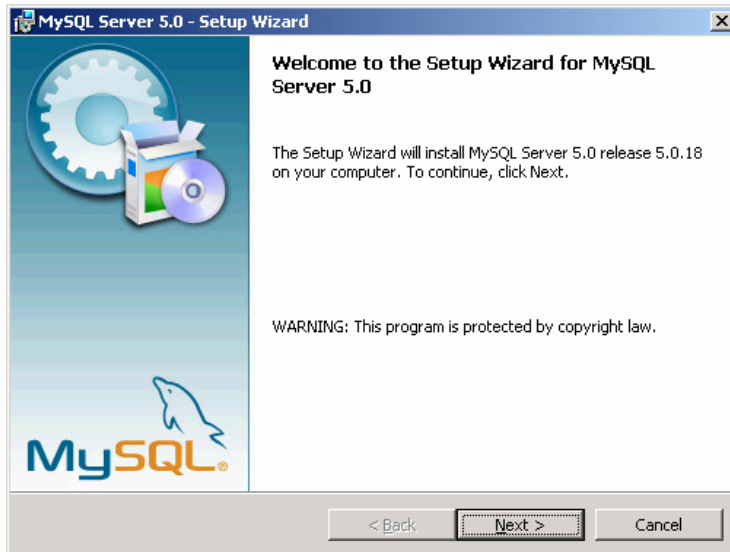 MySQL Server 5.0 - Setup Wizard
Welcome to the Setup Wizard for MySQL
Server 5.0
The Setup Wizard will install MySQL Server 5.0 release 5.0.18
on your computer. To continue, click Next.
WARNING: This program is protected by copyright law.
MySQL®
< Back
Next >
Cancel